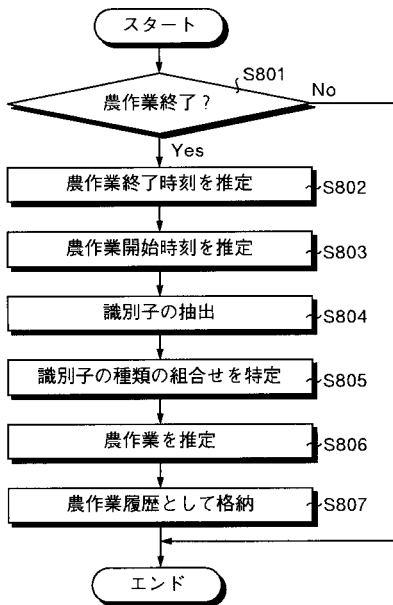 スタート
S801
農作業終了?
No
Yes
農作業終了時刻を推定
S802
農作業開始時刻を推定
S803
識別子の抽出
S804
識別子の種類の組合せを特定
S805
農作業を推定
S806
農作業履歴として格納
S807
エンド